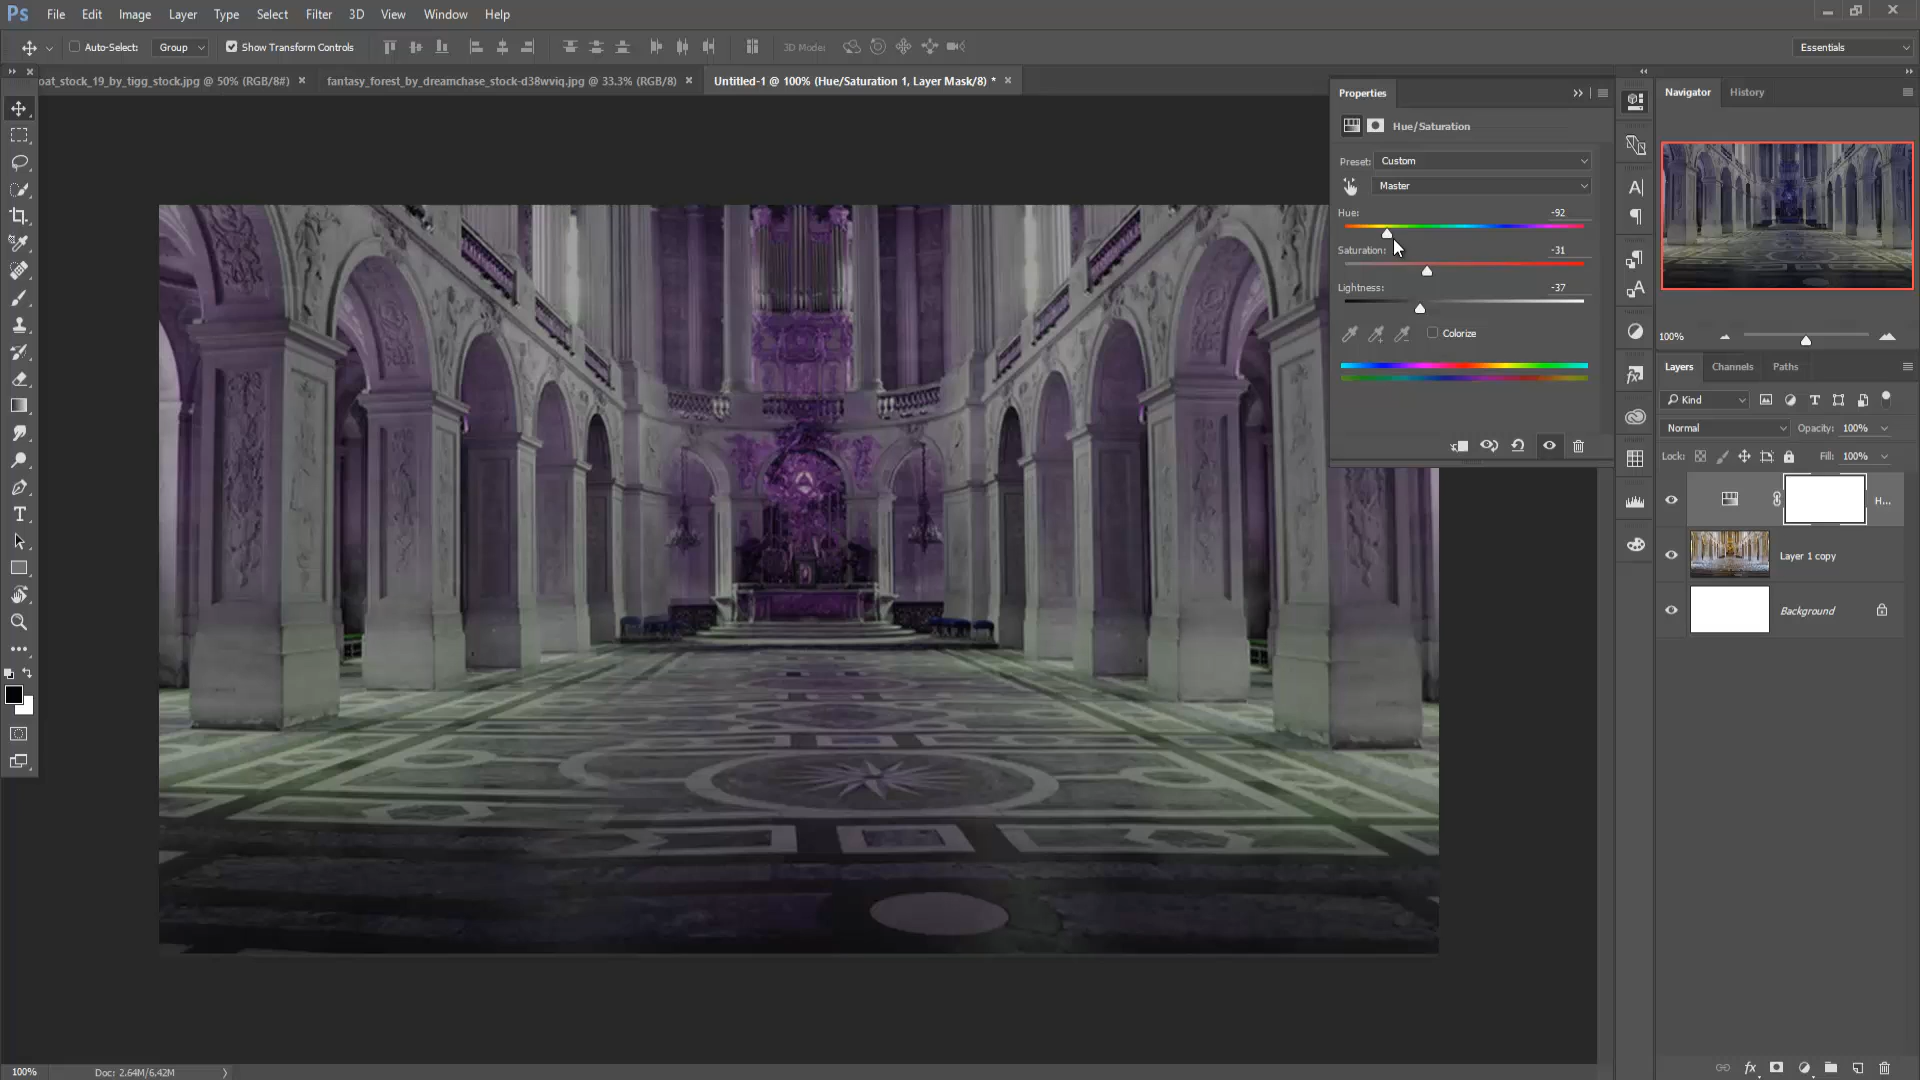 Ps File Edit Image Layer Type Select Filter 3D View Window Help
Auto-Select: Group Show Transform Controls 3D Mode: Essentials
oat_stock_19_by_tigg_stock.jpg @ 50% (RGB/8#) × fantasy_forest_by_dreamchase_stock-d38wviq.jpg @ 33.3% (RGB/8) × Untitled-1 @ 100% (Hue/Saturation 1, Layer Mask/8) * ×
Properties
Hue/Saturation
Preset: Custom
Master
Hue: -92
Saturation: -31
Lightness: -37
Colorize
Navigator History
100%
Layers Channels Paths
Kind
Normal Opacity: 100%
Lock: Fill: 100%
H...
Layer 1 copy
Background
100% Doc: 2.64M/6.42M